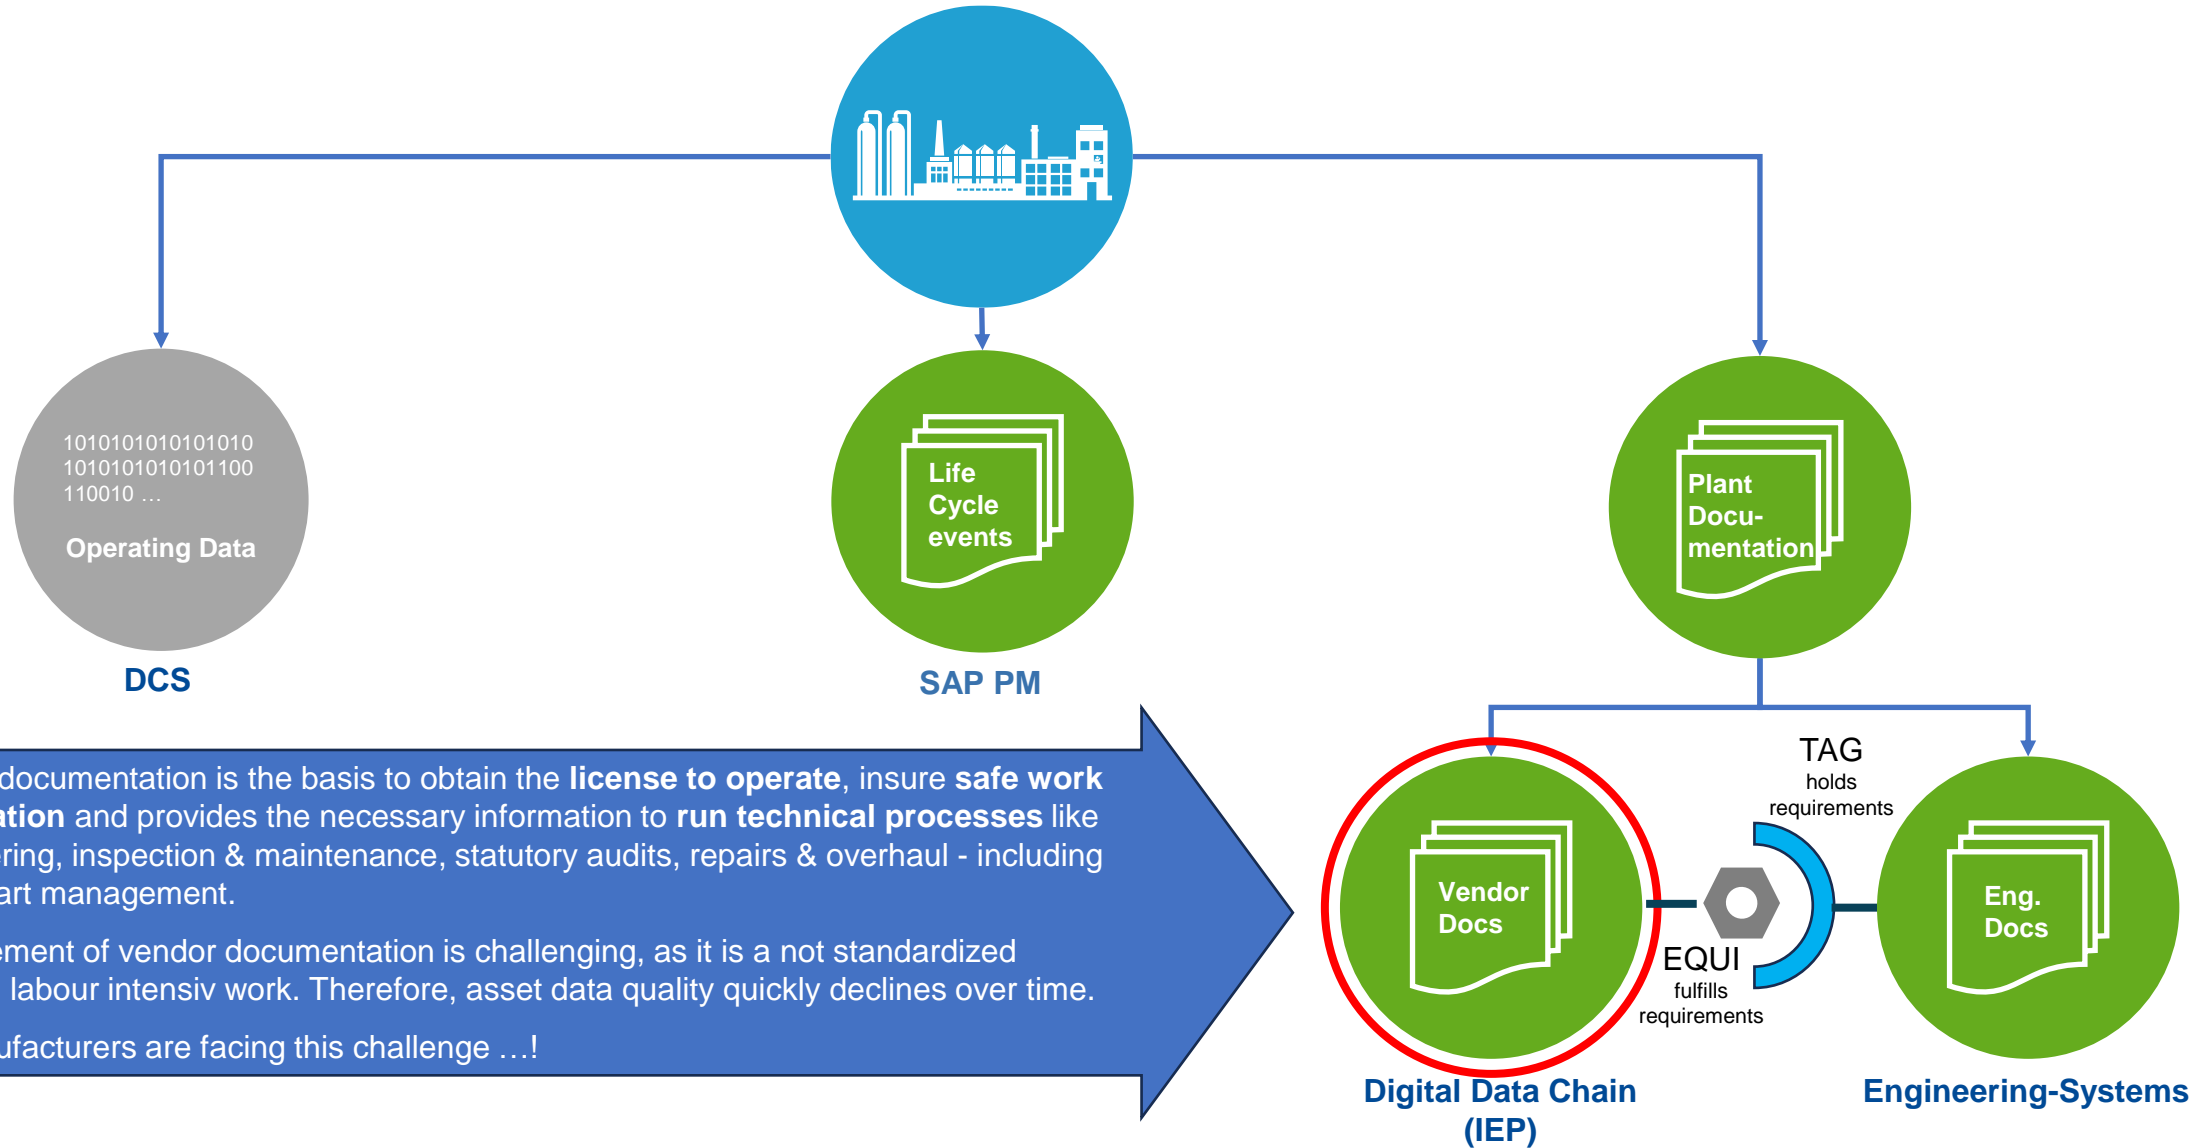 1010101010101010
1010101010101100
110010 …
Operating Data
DCS
Life
Cycle
events
SAP PM
Plant
Docu-
mentation
documentation is the basis to obtain the license to operate, insure safe work
ation and provides the necessary information to run technical processes like
ering, inspection & maintenance, statutory audits, repairs & overhaul - including
art management.
ement of vendor documentation is challenging, as it is a not standardized
labour intensiv work. Therefore, asset data quality quickly declines over time.
ufacturers are facing this challenge …!
Vendor
Docs
Digital Data Chain
(IEP)
TAG
holds
requirements
EQUI
fulfills
requirements
Eng.
Docs
Engineering-Systems